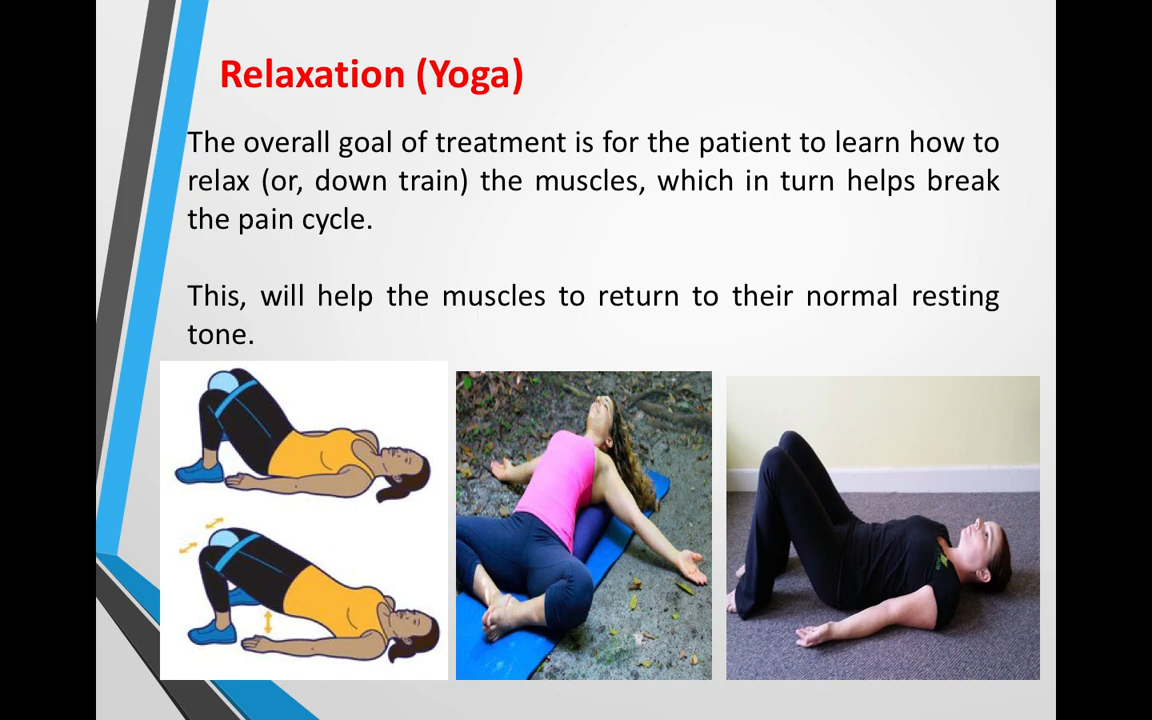 Relaxation (Yoga)
The overall goal of treatment is for the patient to learn how to
relax (or, down train) the muscles, which in turn helps break
the pain cycle.
This, will help the muscles to return to their normal resting
tone.